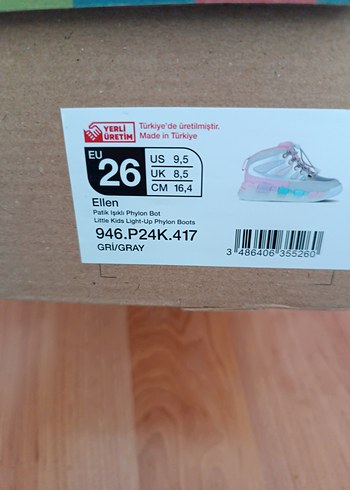 YERLİ
ÜRETİM
Türkiye'de üretilmiştir.
Made in Türkiye
EU
26
US 9,5
UK 8,5
CM 16,4
Ellen
Patik Işıklı Phylon Bot
Little Kids Light-Up Phylon Boots
946.P24K.417
GRİ/GRAY
3 486406 355260